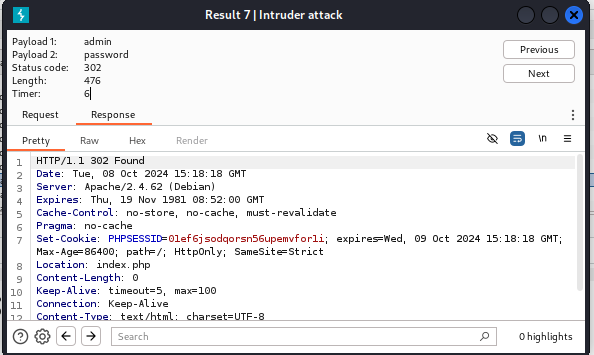 Result 7 | Intruder attack
Payload 1: admin
Payload 2: password
Status code: 302
Length: 476
Timer: 6
Previous
Next
Request Response
Pretty Raw Hex Render \n
1 HTTP/1.1 302 Found
2 Date: Tue, 08 Oct 2024 15:18:18 GMT
3 Server: Apache/2.4.62 (Debian)
4 Expires: Thu, 19 Nov 1981 08:52:00 GMT
5 Cache-Control: no-store, no-cache, must-revalidate
6 Pragma: no-cache
7 Set-Cookie: PHPSESSID=01ef6jsodqorsn56upemvfor1i; expires=Wed, 09 Oct 2024 15:18:18 GMT;
Max-Age=86400; path=/; HttpOnly; SameSite=Strict
8 Location: index.php
9 Content-Length: 0
10 Keep-Alive: timeout=5, max=100
11 Connection: Keep-Alive
12 Content-Type: text/html; charset=UTF-8
Search
0 highlights